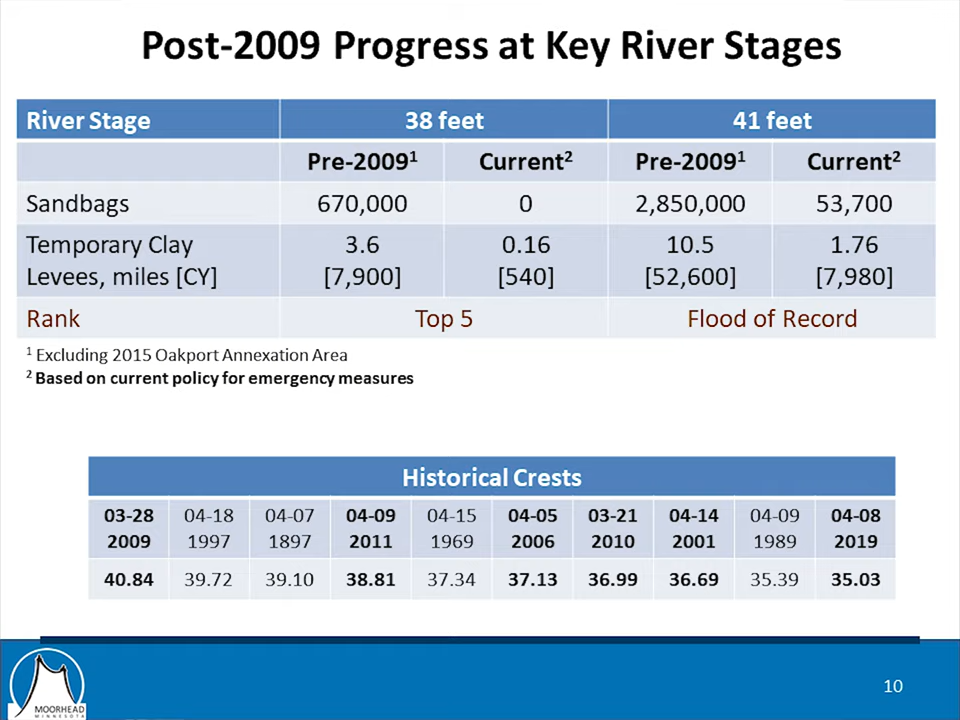 Post-2009 Progress at Key River Stages
River Stage 38 feet 41 feet
Pre-2009¹ Current² Pre-2009¹ Current²
Sandbags 670,000 0 2,850,000 53,700
Temporary Clay 3.6 0.16 10.5 1.76
Levees, miles [CY] [7,900] [540] [52,600] [7,980]
Rank Top 5 Flood of Record
¹ Excluding 2015 Oakport Annexation Area
² Based on current policy for emergency measures
Historical Crests
03-28 04-18 04-07 04-09 04-15 04-05 03-21 04-14 04-09 04-08
2009 1997 1897 2011 1969 2006 2010 2001 1989 2019
40.84 39.72 39.10 38.81 37.34 37.13 36.99 36.69 35.39 35.03
MOORHEAD
MINNESOTA
10